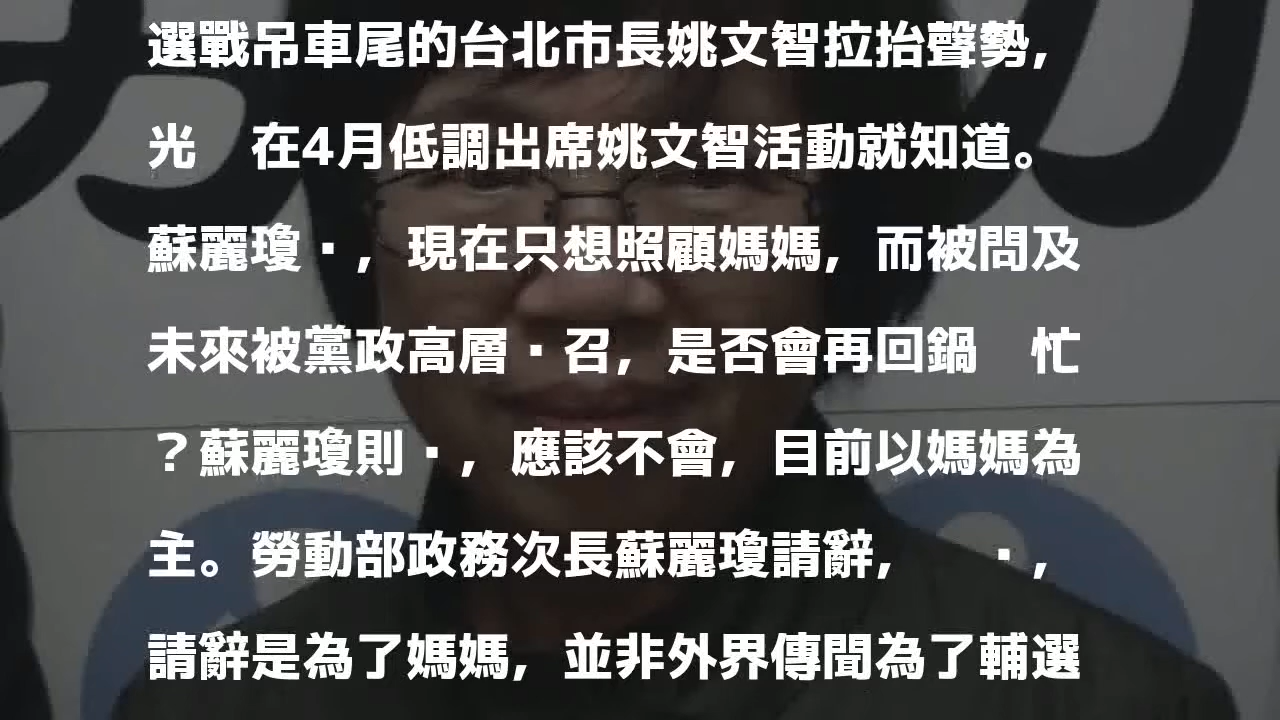 選戰吊車尾的台北市長姚文智拉抬聲勢,
光　在4月低調出席姚文智活動就知道。
蘇麗瓊▪,現在只想照顧媽媽,而被問及
未來被黨政高層▪召,是否會再回鍋　忙
？蘇麗瓊則▪,應該不會,目前以媽媽為
主。勞動部政務次長蘇麗瓊請辭,　　▪,
請辭是為了媽媽,並非外界傳聞為了輔選